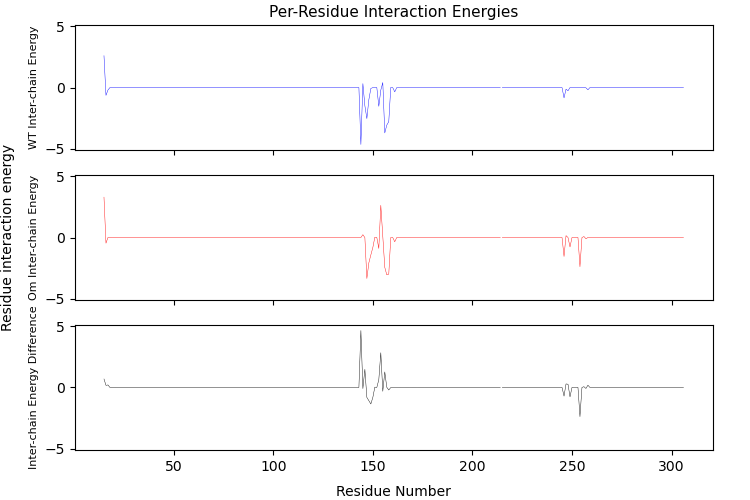 Per-Residue Interaction Energies
Residue interaction energy
WT Inter-chain Energy
5
0
−5
Om Inter-chain Energy
5
0
−5
Inter-chain Energy Difference
5
0
−5
50 100 150 200 250 300
Residue Number